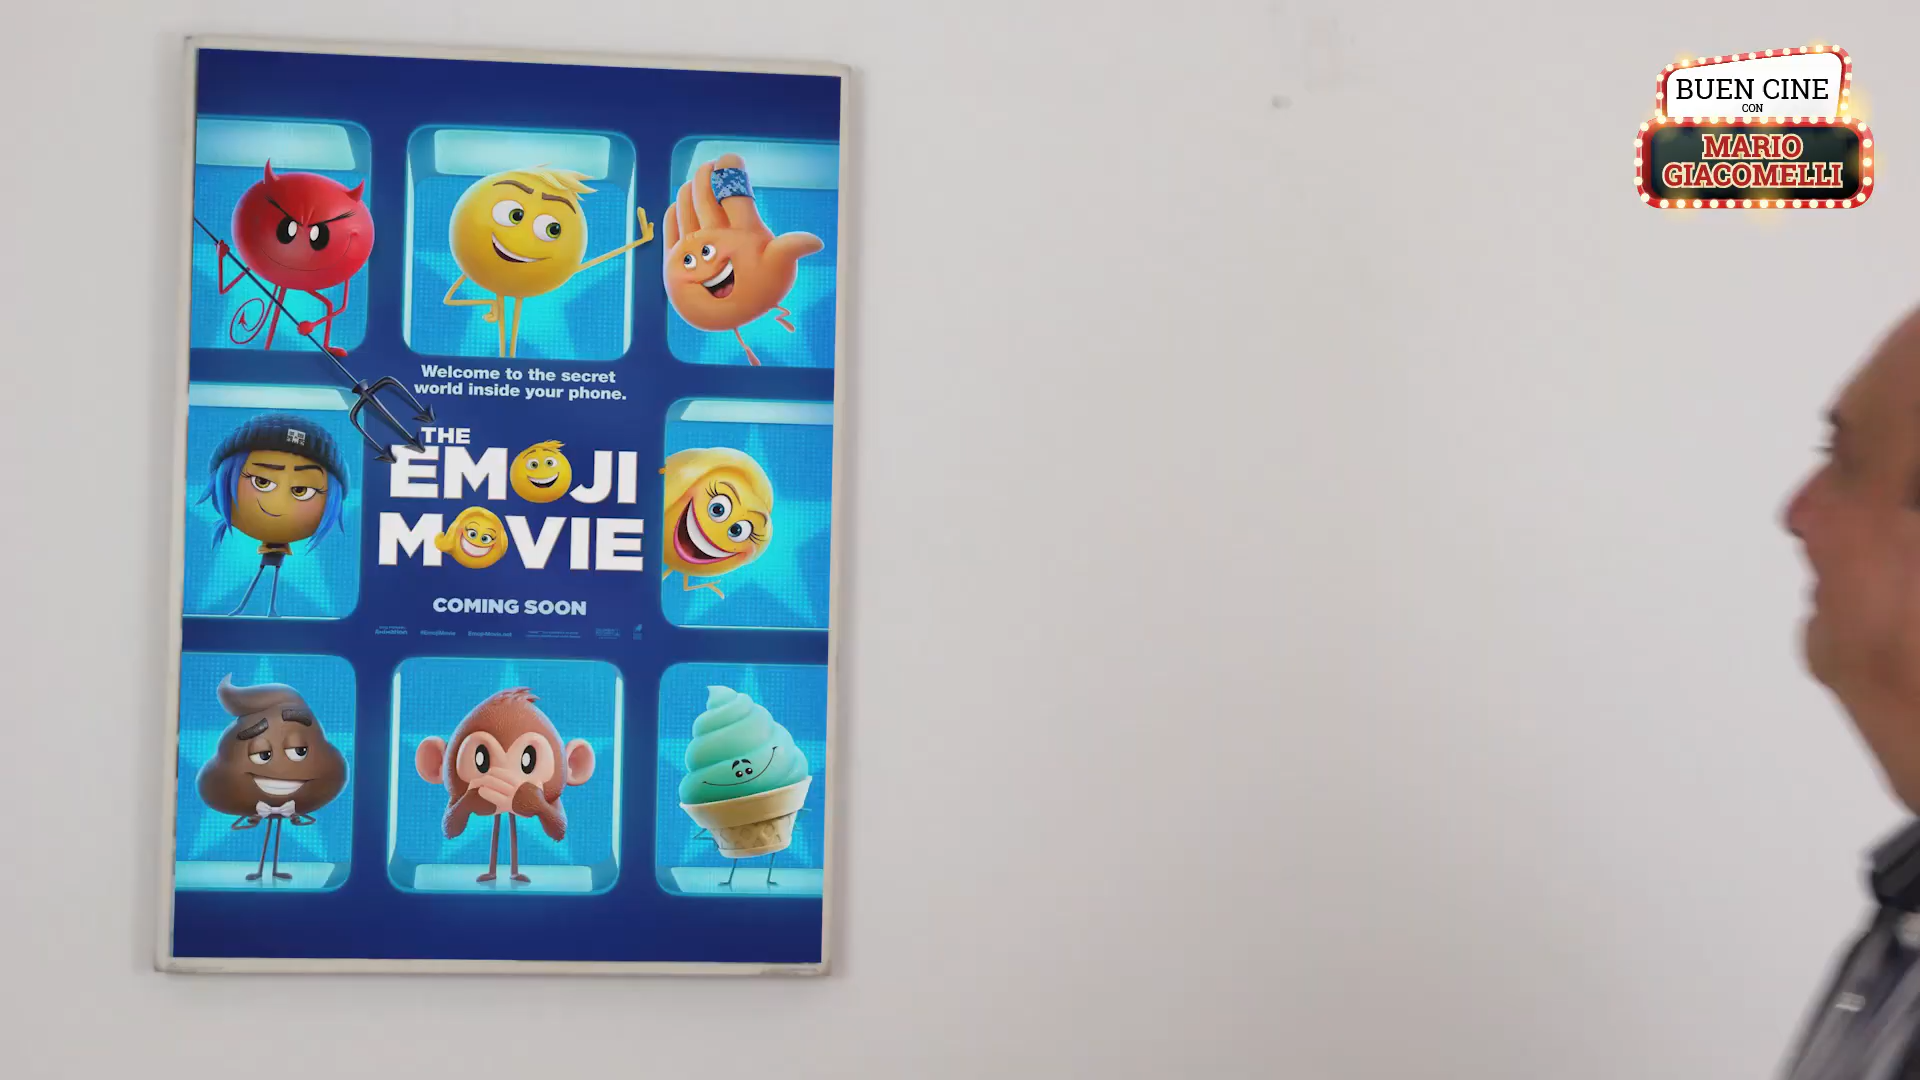 BUEN CINE
CON
MARIO
GIACOMELLI
Welcome to the secret
world inside your phone.
THE
EMOJI
MOVIE
COMING SOON